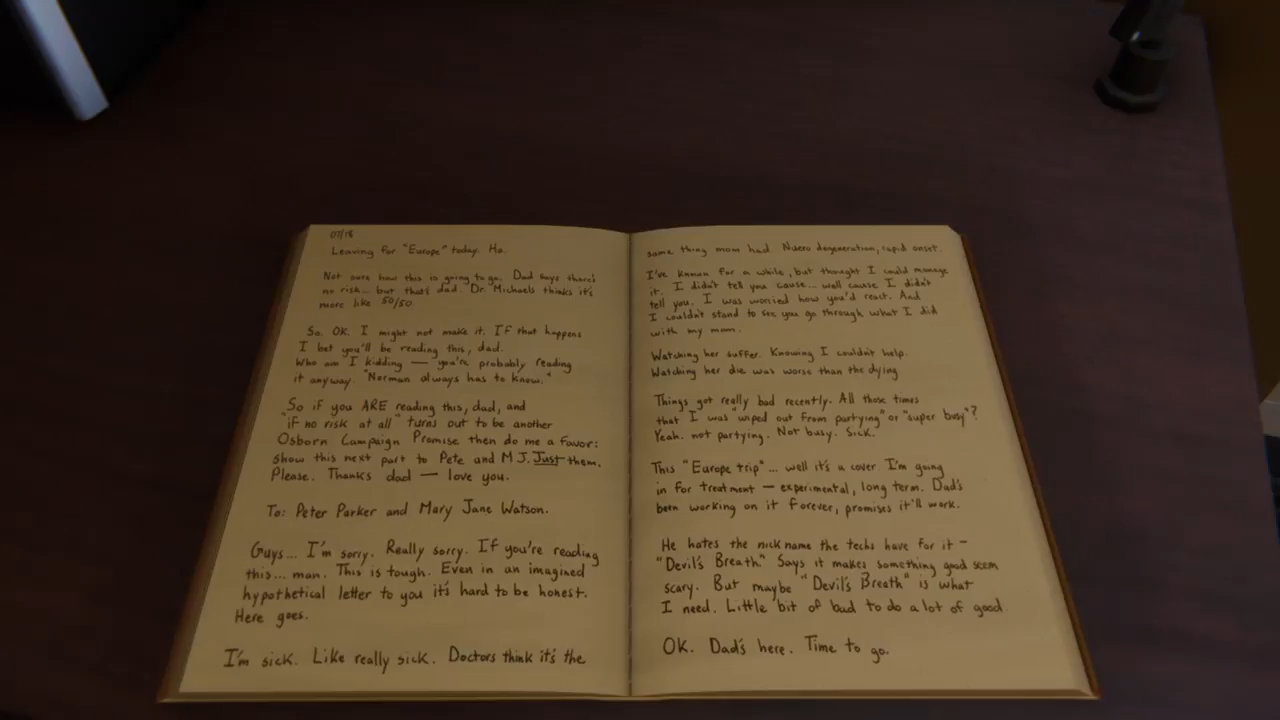 07/18
Leaving for "Europe" today. Ha.
Not sure how this is going to go. Dad says there's
no risk... but that's dad. Dr. Michaels thinks it's
more like 50/50.
So. OK. I might not make it. If that happens
I bet you'll be reading this, dad.
Who am I kidding — you're probably reading
it anyway. "Norman always has to know."
So if you ARE reading this, dad, and
"if no risk at all" turns out to be another
Osborn Campaign Promise then do me a favor:
show this next part to Pete and MJ. Just them.
Please. Thanks dad — love you.
To: Peter Parker and Mary Jane Watson.
Guys... I'm sorry. Really sorry. If you're reading
this... man. This is tough. Even in an imagined
hypothetical letter to you it's hard to be honest.
Here goes.
I'm sick. Like really sick. Doctors think it's the
same thing mom had. Nuero degeneration, rapid onset.
I've known for a while, but thought I could manage
it. I didn't tell you cause... well cause I didn't
tell you. I was worried how you'd react. And
I couldn't stand to see you go through what I did
with my mom.
Watching her suffer. Knowing I couldn't help.
Watching her die was worse than the dying
Things got really bad recently. All those times
that I was "wiped out from partying" or "super busy"?
Yeah. not partying. Not busy. Sick.
This "Europe trip"... well it's a cover I'm going
in for treatment — experimental, long term. Dad's
been working on it forever, promises it'll work.
He hates the nickname the techs have for it –
"Devil's Breath." Says it makes something good seem
scary. But maybe "Devil's Breath" is what
I need. Little bit of bad to do a lot of good.
OK. Dad's here. Time to go.